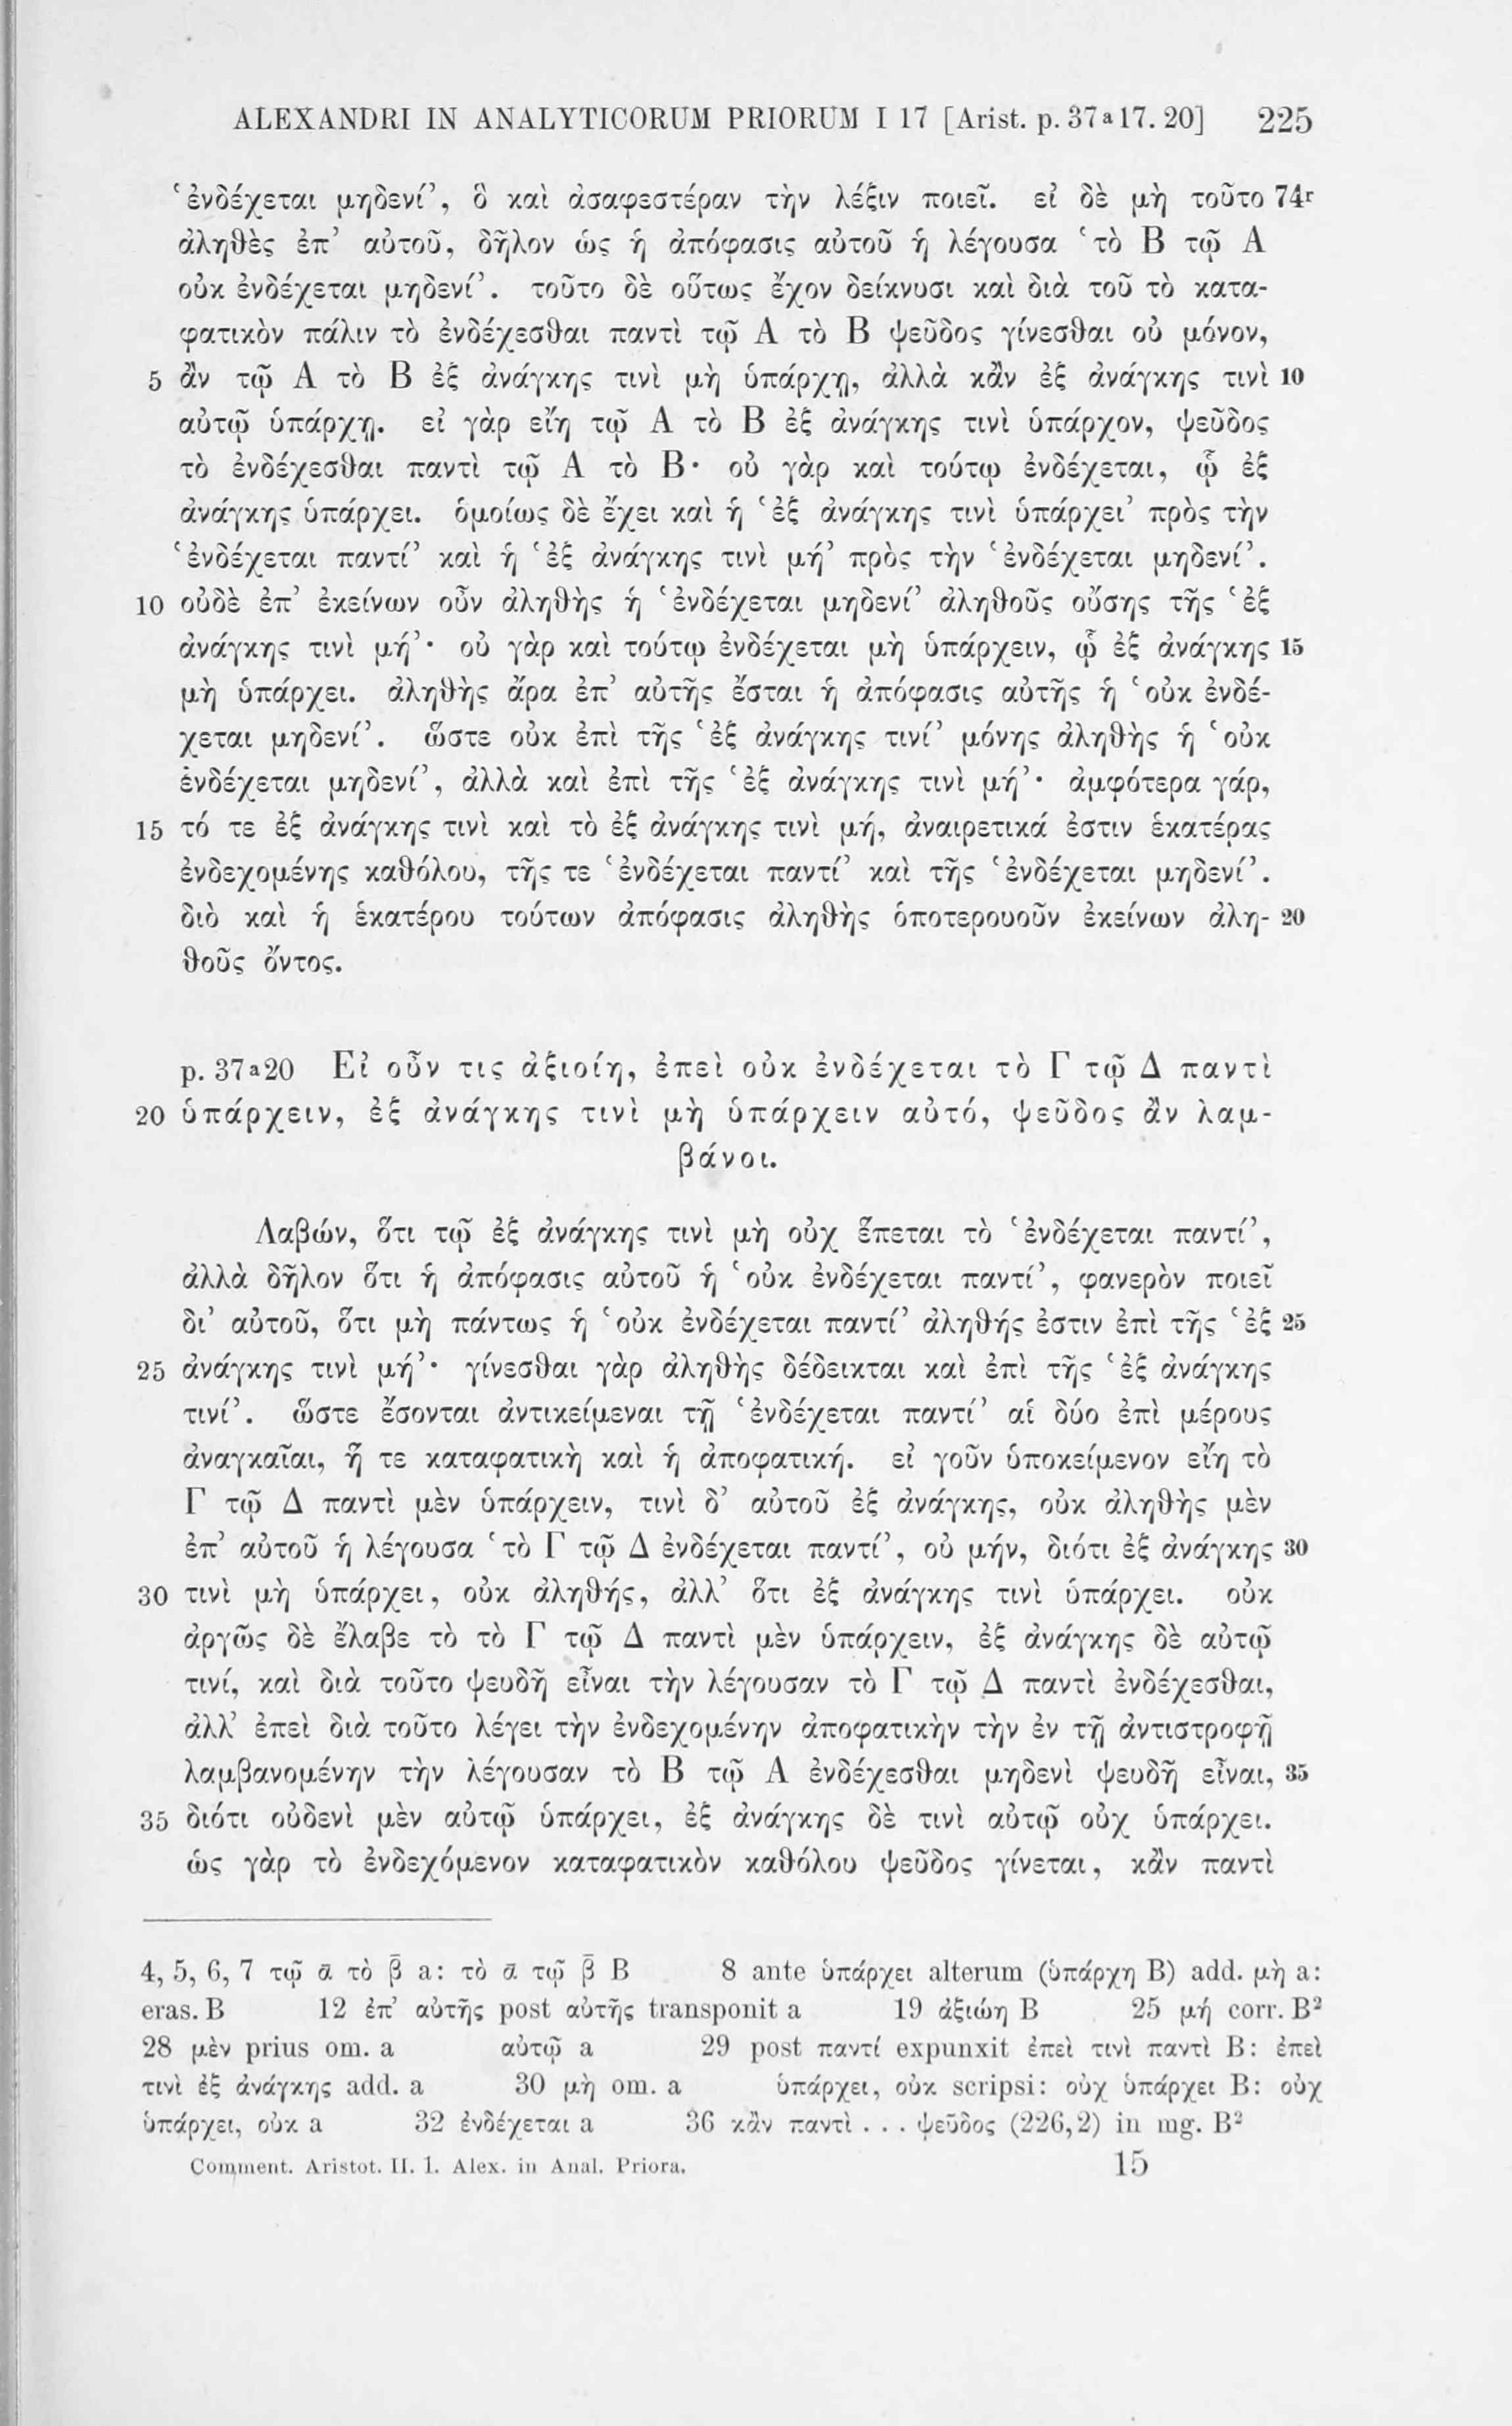 ALEXANDRI IN ANALYTICORUM PRIORUM I 17 [Arist. p. 37ᵃ17. 20] 225
‘ἐνδέχεται μηδενί’, ὃ καὶ ἀσαφεστέραν τὴν λέξιν ποιεῖ. εἰ δὲ μὴ τοῦτο 74ʳ
ἀληθὲς ἐπ’ αὐτοῦ, δῆλον ὡς ἡ ἀπόφασις αὐτοῦ ἡ λέγουσα ‘τὸ Β τῷ Α
οὐκ ἐνδέχεται μηδενί’. τοῦτο δὲ οὕτως ἔχον δείκνυσι καὶ διὰ τοῦ τὸ κατα-
φατικὸν πάλιν τὸ ἐνδέχεσθαι παντὶ τῷ Α τὸ Β ψεῦδος γίνεσθαι οὐ μόνον,
5 ἂν τῷ Α τὸ Β ἐξ ἀνάγκης τινὶ μὴ ὑπάρχῃ, ἀλλὰ κἂν ἐξ ἀνάγκης τινὶ 10
αὐτῷ ὑπάρχῃ. εἰ γὰρ εἴη τῷ Α τὸ Β ἐξ ἀνάγκης τινὶ ὑπάρχον, ψεῦδος
τὸ ἐνδέχεσθαι παντὶ τῷ Α τὸ Β· οὐ γὰρ καὶ τούτῳ ἐνδέχεται, ᾧ ἐξ
ἀνάγκης ὑπάρχει. ὁμοίως δὲ ἔχει καὶ ἡ ‘ἐξ ἀνάγκης τινὶ ὑπάρχει’ πρὸς τὴν
‘ἐνδέχεται παντί’ καὶ ἡ ‘ἐξ ἀνάγκης τινὶ μή’ πρὸς τὴν ‘ἐνδέχεται μηδενί’.
10 οὐδὲ ἐπ’ ἐκείνων οὖν ἀληθὴς ἡ ‘ἐνδέχεται μηδενί’ ἀληθοῦς οὔσης τῆς ‘ἐξ
ἀνάγκης τινὶ μή’· οὐ γὰρ καὶ τούτῳ ἐνδέχεται μὴ ὑπάρχειν, ᾧ ἐξ ἀνάγκης 15
μὴ ὑπάρχει. ἀληθὴς ἄρα ἐπ’ αὐτῆς ἔσται ἡ ἀπόφασις αὐτῆς ἡ ‘οὐκ ἐνδέ-
χεται μηδενί’. ὥστε οὐκ ἐπὶ τῆς ‘ἐξ ἀνάγκης τινί’ μόνης ἀληθὴς ἡ ‘οὐκ
ἐνδέχεται μηδενί’, ἀλλὰ καὶ ἐπὶ τῆς ‘ἐξ ἀνάγκης τινὶ μή’· ἀμφότερα γάρ,
15 τό τε ἐξ ἀνάγκης τινὶ καὶ τὸ ἐξ ἀνάγκης τινὶ μή, ἀναιρετικά ἐστιν ἑκατέρας
ἐνδεχομένης καθόλου, τῆς τε ‘ἐνδέχεται παντί’ καὶ τῆς ‘ἐνδέχεται μηδενί’.
διὸ καὶ ἡ ἑκατέρου τούτων ἀπόφασις ἀληθὴς ὁποτερουοῦν ἐκείνων ἀλη- 20
θοῦς ὄντος.
p. 37ᵃ20 Εἰ οὖν τις ἀξιοίη, ἐπεὶ οὐκ ἐνδέχεται τὸ Γ τῷ Δ παντὶ
20 ὑπάρχειν, ἐξ ἀνάγκης τινὶ μὴ ὑπάρχειν αὐτό, ψεῦδος ἂν λαμ-
βάνοι.
Λαβών, ὅτι τῷ ἐξ ἀνάγκης τινὶ μὴ οὐχ ἕπεται τὸ ‘ἐνδέχεται παντί’,
ἀλλὰ δῆλον ὅτι ἡ ἀπόφασις αὐτοῦ ἡ ‘οὐκ ἐνδέχεται παντί’, φανερὸν ποιεῖ
δι’ αὐτοῦ, ὅτι μὴ πάντως ἡ ‘οὐκ ἐνδέχεται παντί’ ἀληθής ἐστιν ἐπὶ τῆς ‘ἐξ 25
25 ἀνάγκης τινὶ μή’· γίνεσθαι γὰρ ἀληθὴς δέδεικται καὶ ἐπὶ τῆς ‘ἐξ ἀνάγκης
τινί’. ὥστε ἔσονται ἀντικείμεναι τῇ ‘ἐνδέχεται παντί’ αἱ δύο ἐπὶ μέρους
ἀναγκαῖαι, ἥ τε καταφατικὴ καὶ ἡ ἀποφατική. εἰ γοῦν ὑποκείμενον εἴη τὸ
Γ τῷ Δ παντὶ μὲν ὑπάρχειν, τινὶ δ’ αὐτοῦ ἐξ ἀνάγκης, οὐκ ἀληθὴς μὲν
ἐπ’ αὐτοῦ ἡ λέγουσα ‘τὸ Γ τῷ Δ ἐνδέχεται παντί’, οὐ μήν, διότι ἐξ ἀνάγκης 30
30 τινὶ μὴ ὑπάρχει, οὐκ ἀληθής, ἀλλ’ ὅτι ἐξ ἀνάγκης τινὶ ὑπάρχει. οὐκ
ἀργῶς δὲ ἔλαβε τὸ τὸ Γ τῷ Δ παντὶ μὲν ὑπάρχειν, ἐξ ἀνάγκης δὲ αὐτῷ
τινί, καὶ διὰ τοῦτο ψευδῆ εἶναι τὴν λέγουσαν τὸ Γ τῷ Δ παντὶ ἐνδέχεσθαι,
ἀλλ’ ἐπεὶ διὰ τοῦτο λέγει τὴν ἐνδεχομένην ἀποφατικὴν τὴν ἐν τῇ ἀντιστροφῇ
λαμβανομένην τὴν λέγουσαν τὸ Β τῷ Α ἐνδέχεσθαι μηδενὶ ψευδῆ εἶναι, 35
35 διότι οὐδενὶ μὲν αὐτῷ ὑπάρχει, ἐξ ἀνάγκης δὲ τινὶ αὐτῷ οὐχ ὑπάρχει.
ὡς γὰρ τὸ ἐνδεχόμενον καταφατικὸν καθόλου ψεῦδος γίνεται, κἂν παντὶ
4, 5, 6, 7 τῷ ᾱ τὸ β̄ a: τὸ ᾱ τῷ β̄ B 8 ante ὑπάρχει alterum (ὑπάρχη B) add. μὴ a:
eras. B 12 ἐπ’ αὐτῆς post αὐτῆς transponit a 19 ἀξιώη B 25 μή corr. B²
28 μὲν prius om. a αὐτῷ a 29 post παντί expunxit ἐπεὶ τινὶ παντὶ B: ἐπεὶ
τινὶ ἐξ ἀνάγκης add. a 30 μὴ om. a ὑπάρχει, οὐκ scripsi: οὐχ ὑπάρχει B: οὐχ
ὑπάρχει, οὐκ a 32 ἐνδέχεται a 36 κἂν παντὶ . . . ψεῦδος (226,2) in mg. B²
Comment. Aristot. II. 1. Alex. in Anal. Priora. 15